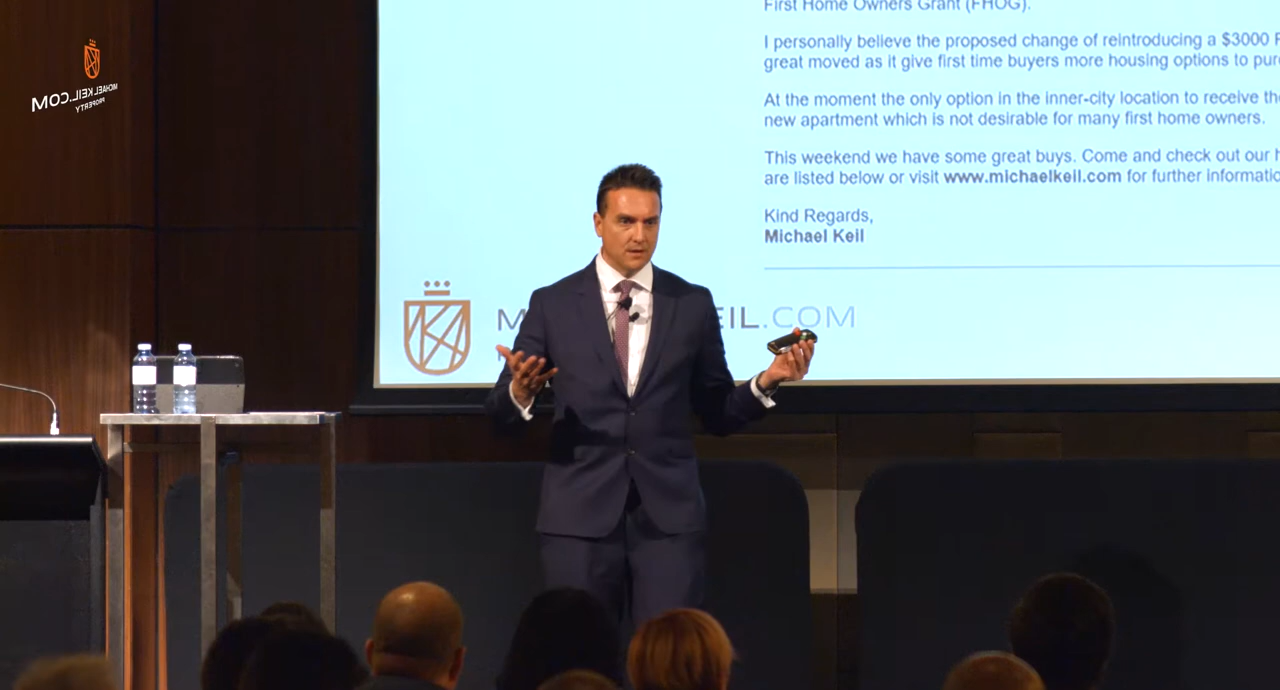 First Home Owners Grant (FHOG).
I personally believe the proposed change of reintroducing a $3000 F
great moved as it give first time buyers more housing options to pur
At the moment the only option in the inner-city location to receive the
new apartment which is not desirable for many first home owners.
This weekend we have some great buys. Come and check out our h
are listed below or visit www.michaelkeil.com for further informatio
Kind Regards,
Michael Keil
M EIL.COM
MICHAELKEIL.COM
PROPERTY